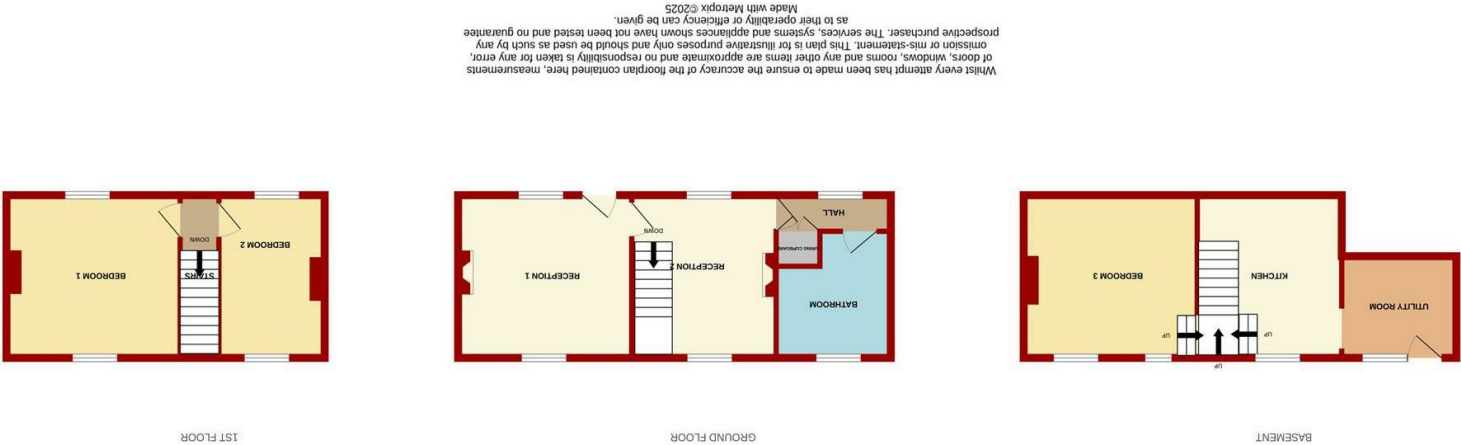 BASEMENT
GROUND FLOOR
1ST FLOOR
UP
UP
UP
UTILITY ROOM
KITCHEN
BEDROOM 3
BATHROOM
AIRING CUPBOARD
HALL
RECEPTION 2
DOWN
RECEPTION 1
BEDROOM 2
STAIRS
DOWN
BEDROOM 1
Whilst every attempt has been made to ensure the accuracy of the floorplan contained here, measurements
of doors, windows, rooms and any other items are approximate and no responsibility is taken for any error,
omission or mis-statement. This plan is for illustrative purposes only and should be used as such by any
prospective purchaser. The services, systems and appliances shown have not been tested and no guarantee
as to their operability or efficiency can be given.
Made with Metropix ©2025